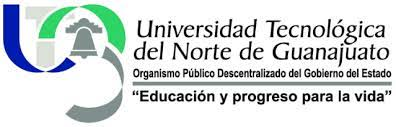 Universidad Tecnológica
del Norte de Guanajuato
Organismo Público Descentralizado del Gobierno del Estado
"Educación y progreso para la vida"